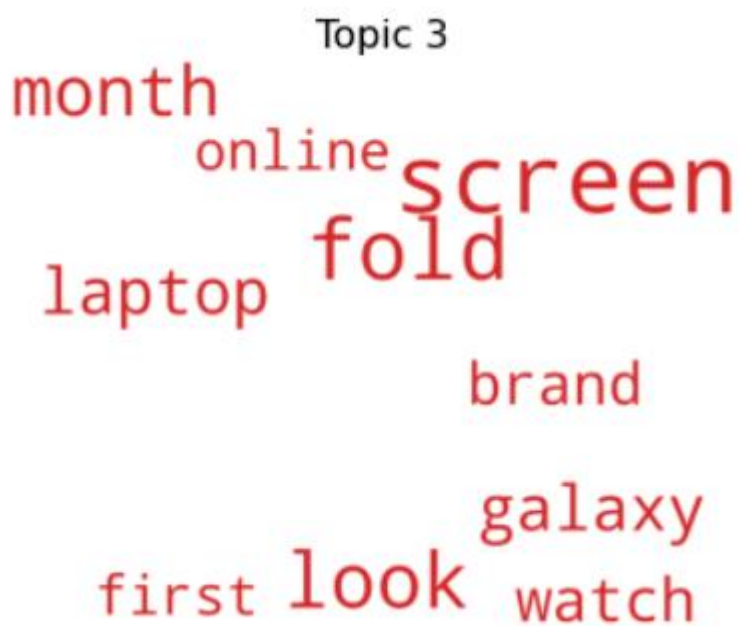 Topic 3
month
online
screen
fold
laptop
brand
galaxy
first look watch